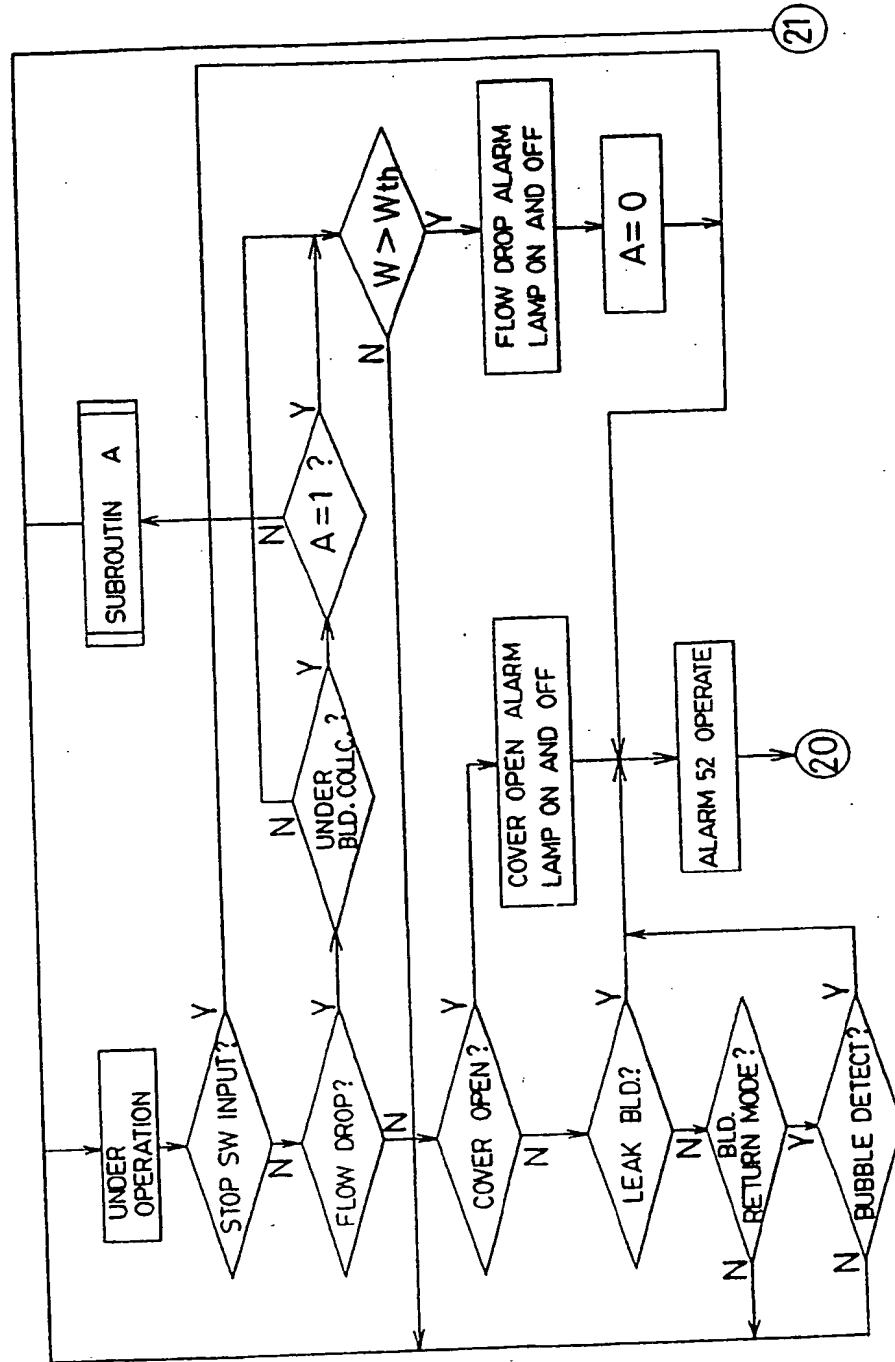 UNDER
OPERATION
STOP SW INPUT?
Y
N
FLOW DROP?
Y
N
UNDER
BLD. COLLC. ?
N
Y
A=1 ?
N
Y
SUBROUTIN A
W > Wth
N
Y
FLOW DROP ALARM
LAMP ON AND OFF
A=0
COVER OPEN?
Y
N
COVER OPEN ALARM
LAMP ON AND OFF
LEAK BLD.?
Y
N
BLD.
RETURN MODE?
N
Y
BUBBLE DETECT?
Y
N
ALARM 52 OPERATE
20
21